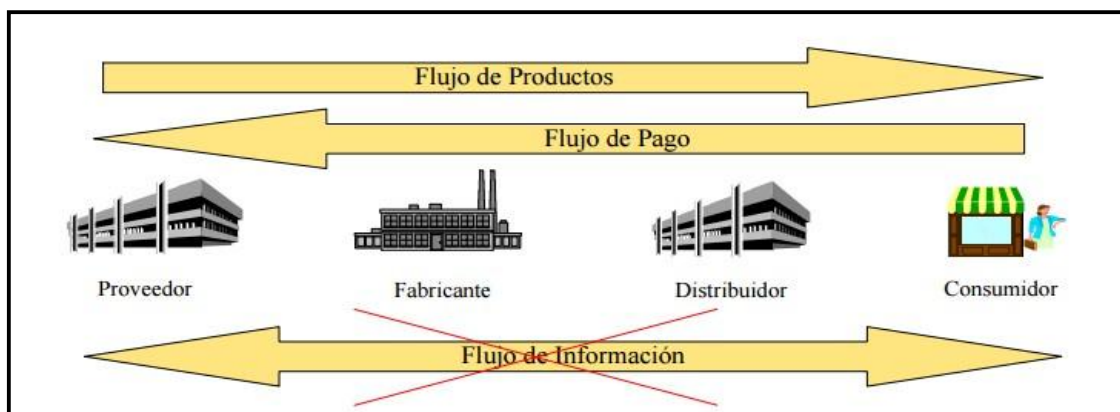 Flujo de Productos
Flujo de Pago
Proveedor
Fabricante
Distribuidor
Consumidor
Flujo de Información